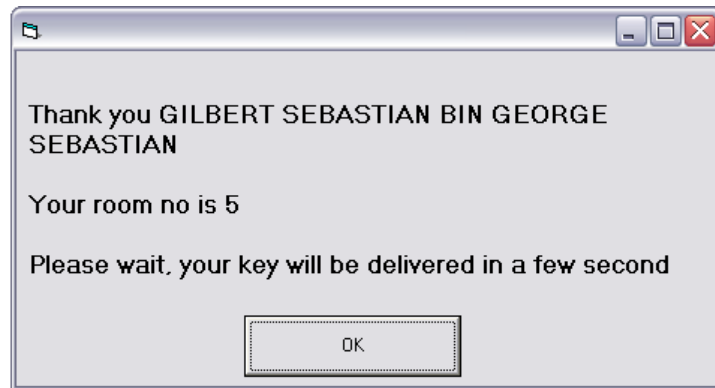 Thank you GILBERT SEBASTIAN BIN GEORGE
SEBASTIAN
Your room no is 5
Please wait, your key will be delivered in a few second
OK